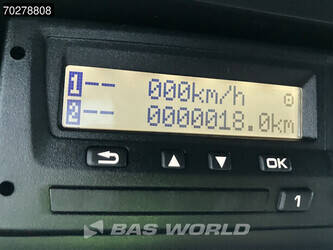 70278808
1 -- 000km/h
2 -- 0000018.0km
OK
1
BAS WORLD